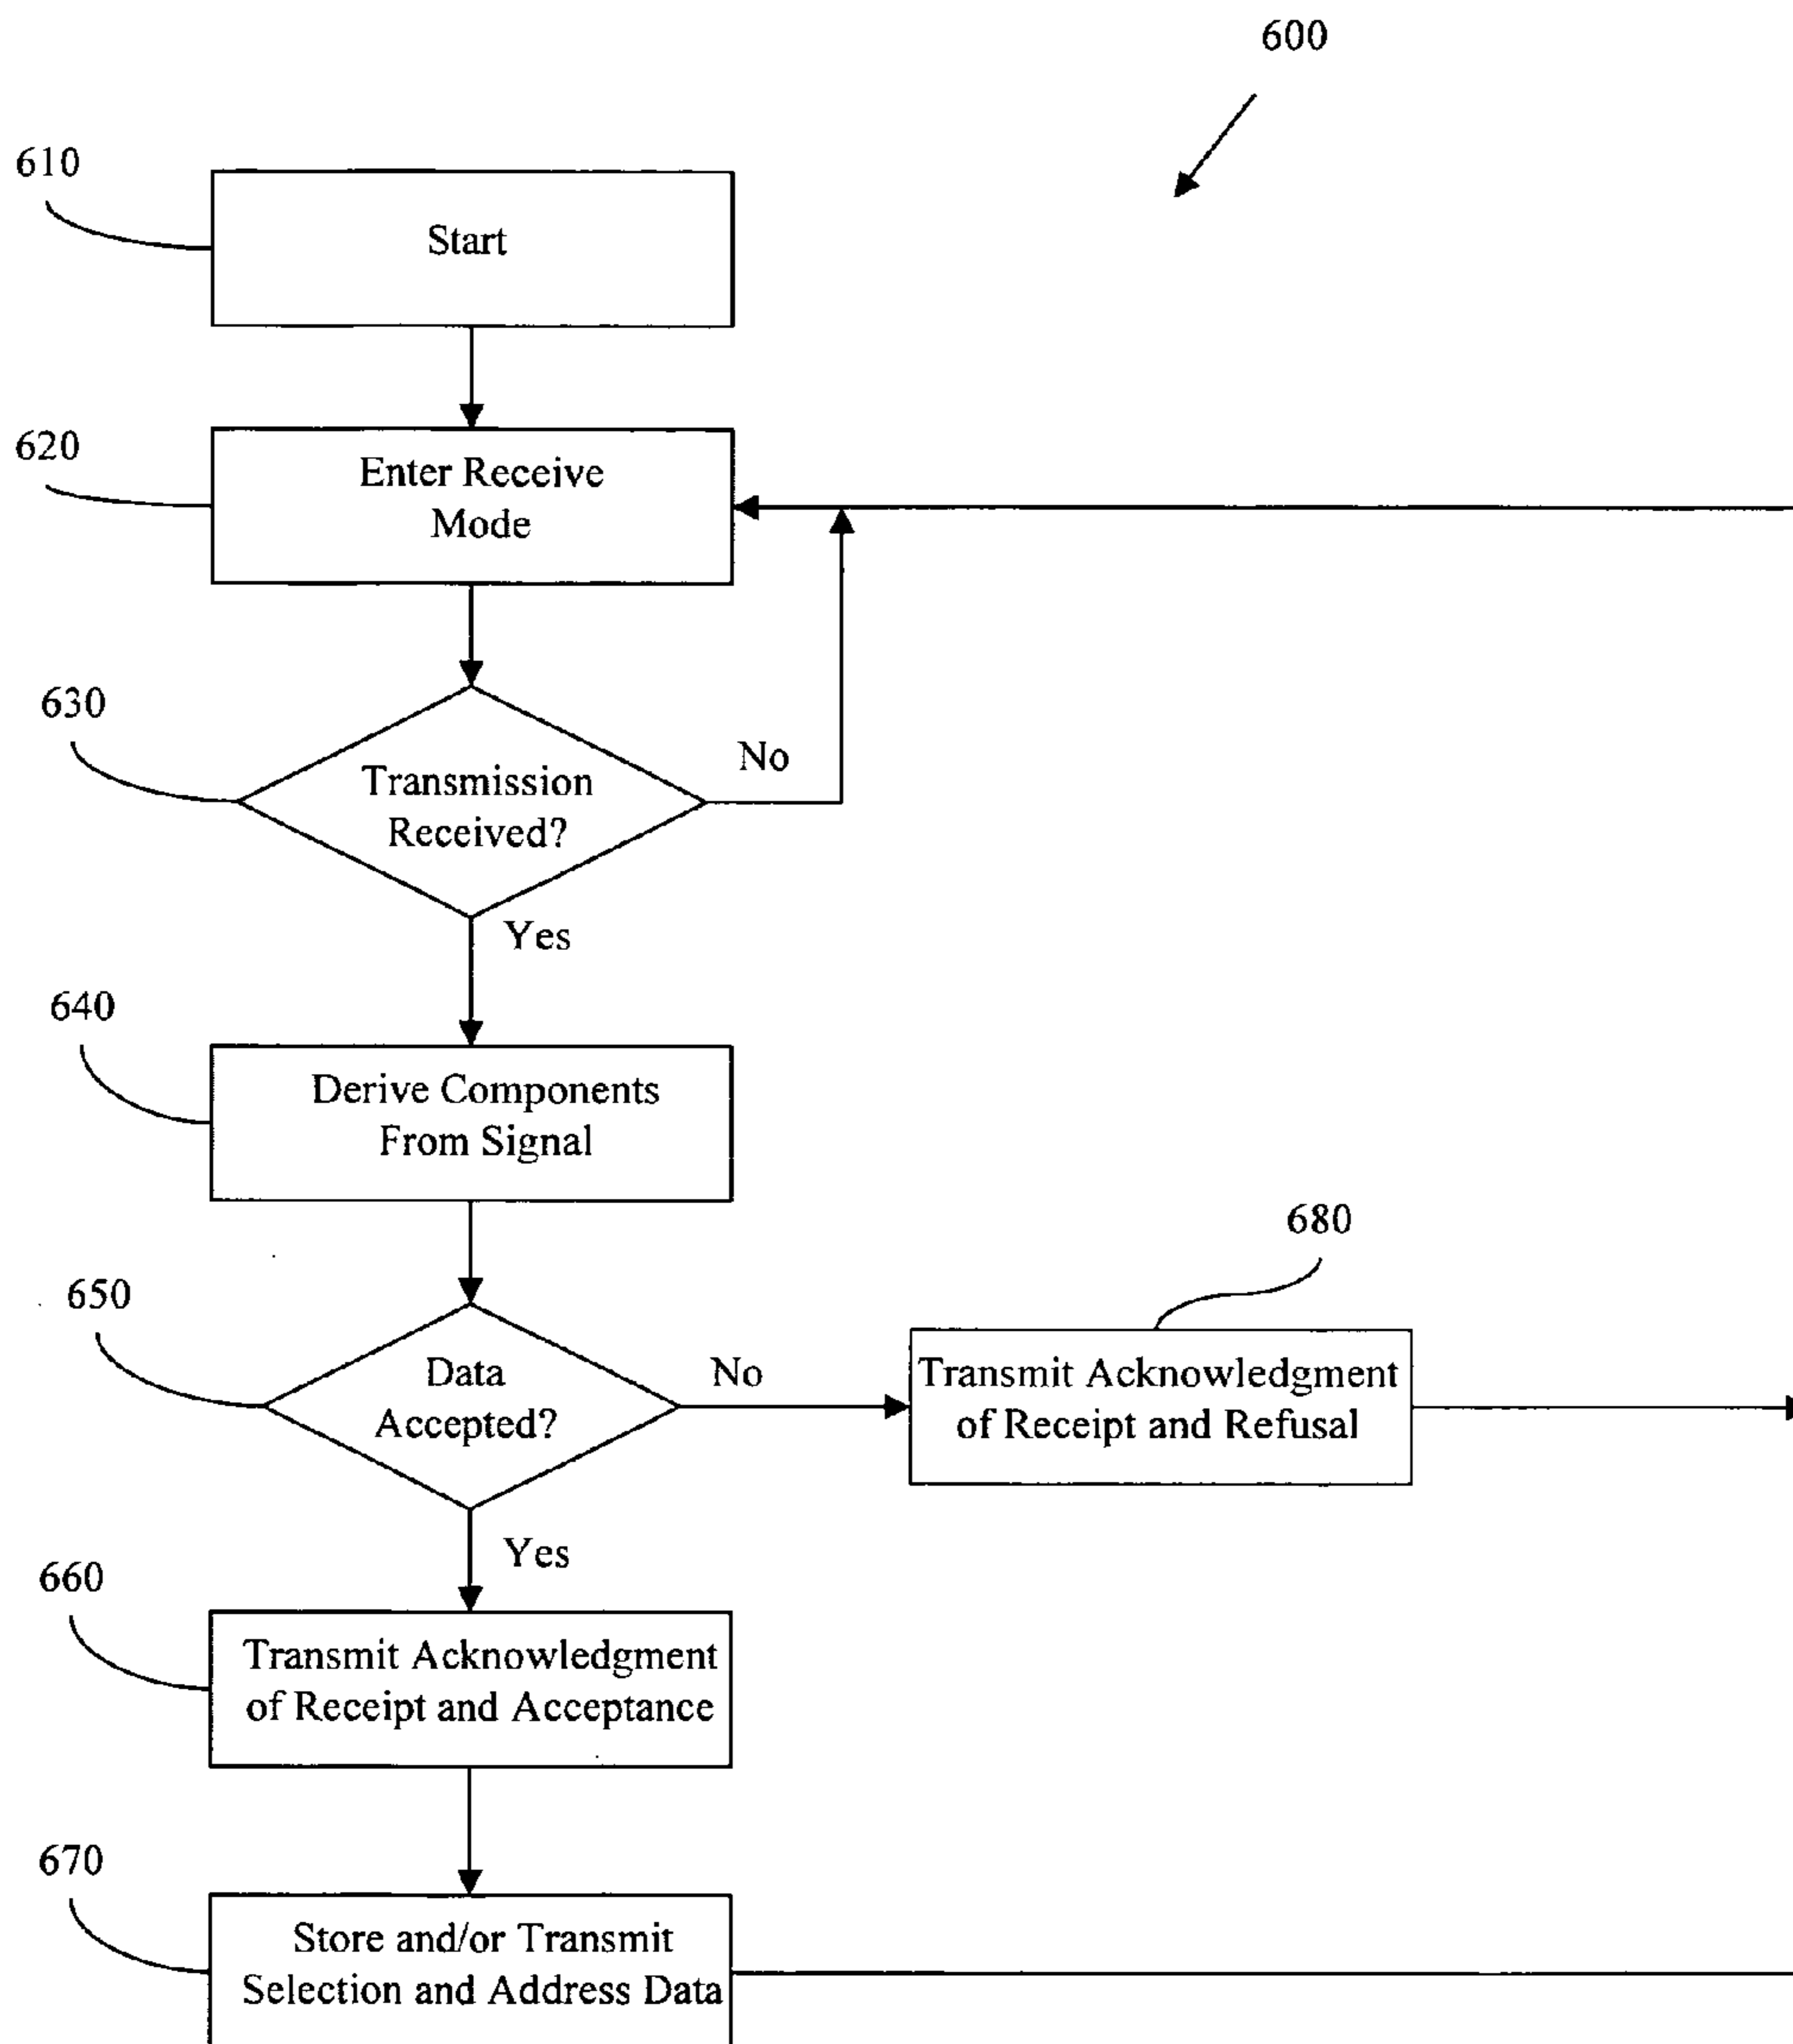 600
610
Start
620
Enter Receive
Mode
630
Transmission
Received?
No
Yes
640
Derive Components
From Signal
680
650
Data
Accepted?
No
Transmit Acknowledgment
of Receipt and Refusal
Yes
660
Transmit Acknowledgment
of Receipt and Acceptance
670
Store and/or Transmit
Selection and Address Data